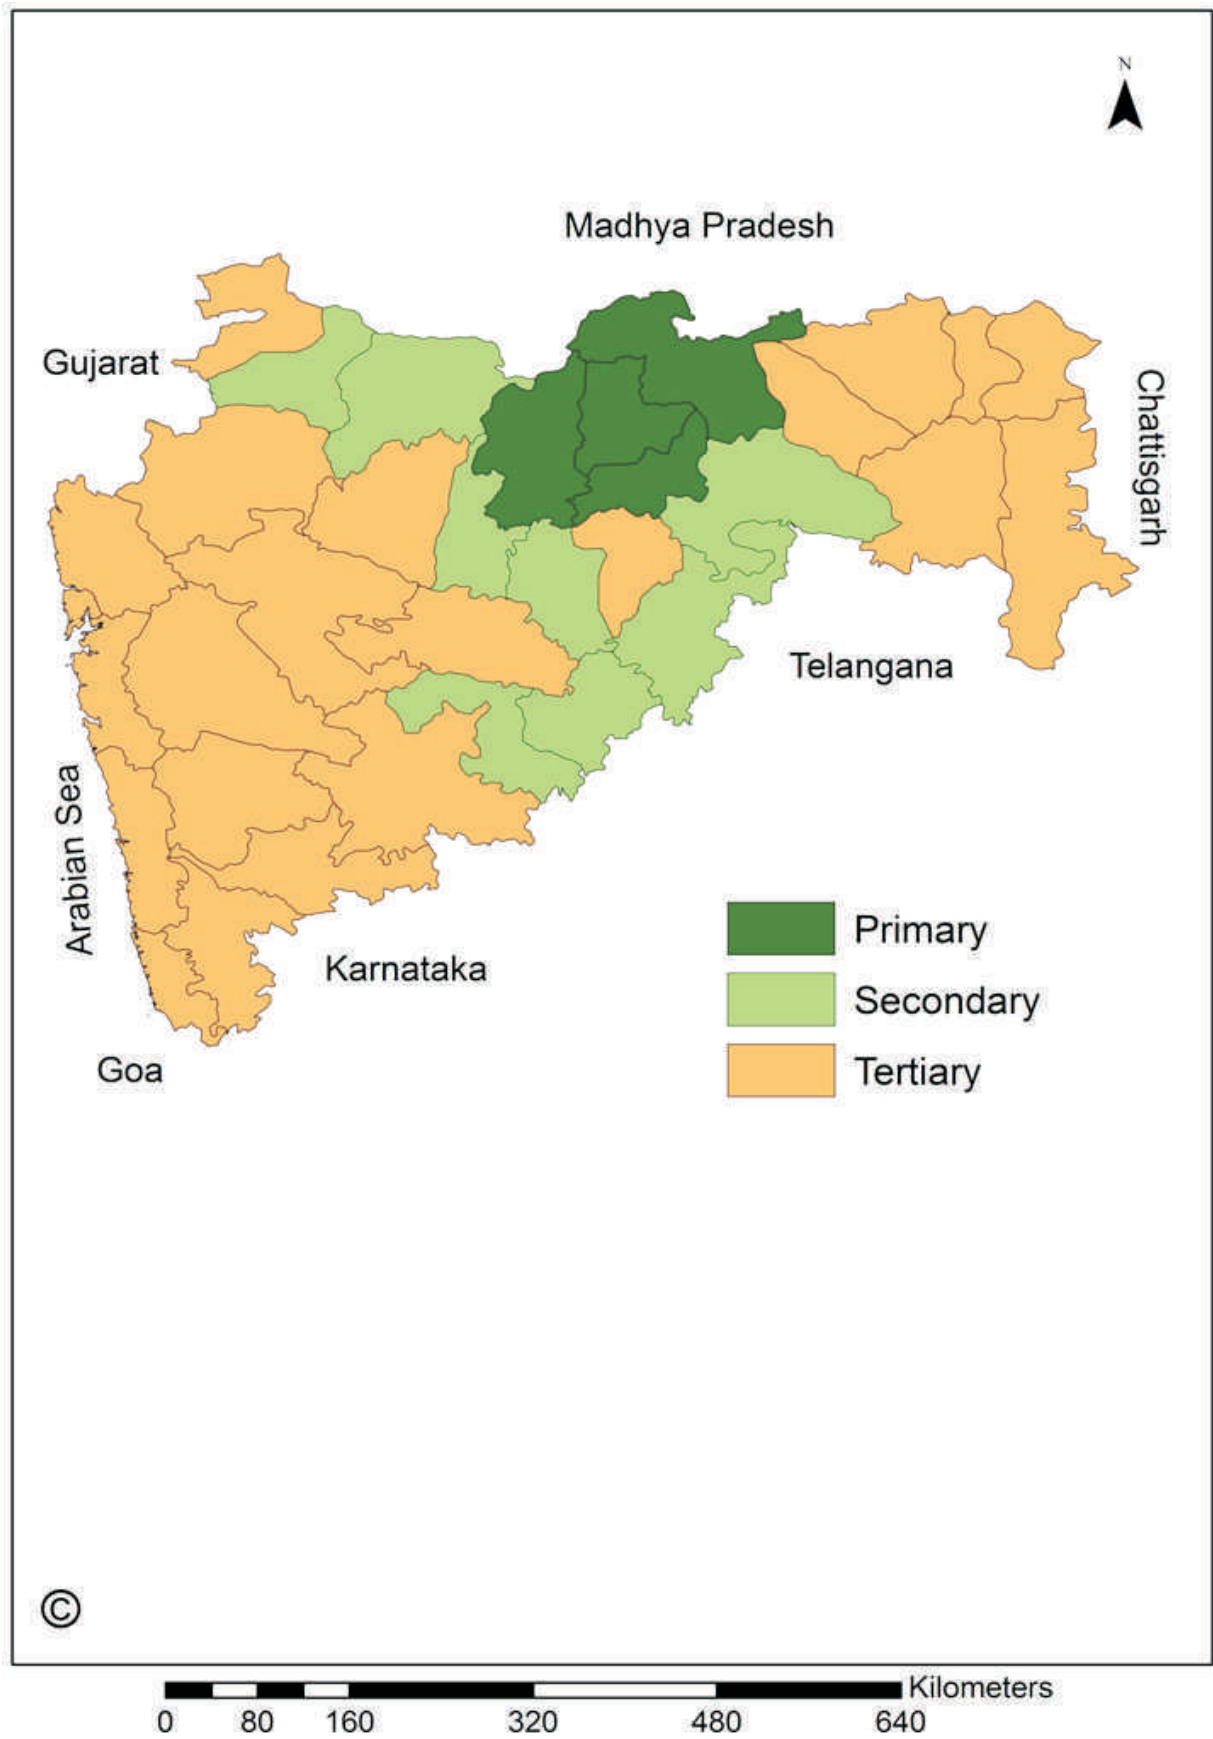 N
Madhya Pradesh
Gujarat
Chattisgarh
Telangana
Arabian Sea
Primary
Karnataka
Secondary
Goa
Tertiary
©
Kilometers
0 80 160 320 480 640